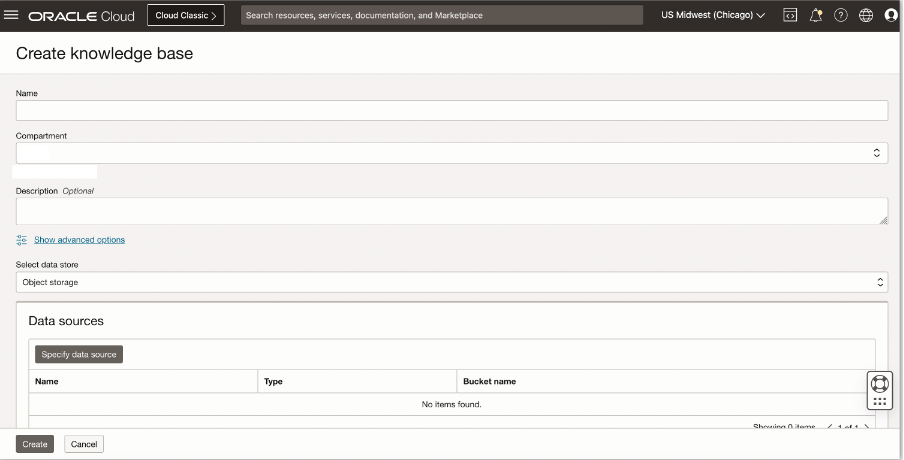 ORACLE Cloud Cloud Classic Search resources, services, documentation, and Marketplace US Midwest (Chicago)
Create knowledge base
Name
Compartment
Description Optional
Show advanced options
Select data store
Object storage
Data sources
Specify data source
Name Type Bucket name
No items found.
Showing 0 items 1 of 1
Create Cancel